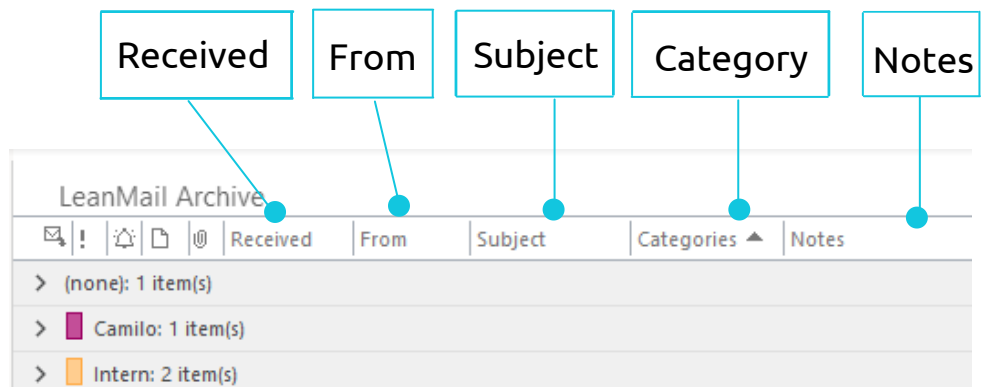 Received From Subject Category Notes
LeanMail Archive
! Received From Subject Categories Notes
(none): 1 item(s)
Camilo: 1 item(s)
Intern: 2 item(s)